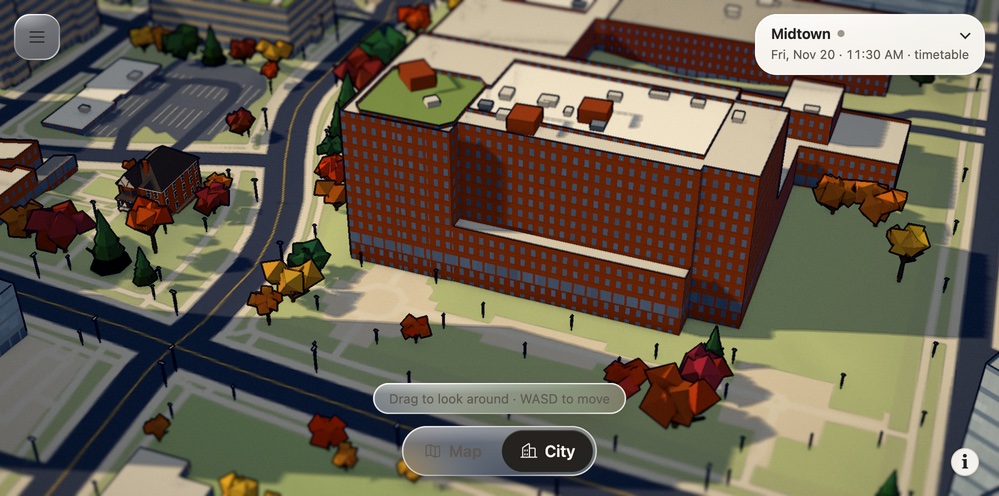 Midtown
Fri, Nov 20 · 11:30 AM · timetable
Drag to look around · WASD to move
Map
City